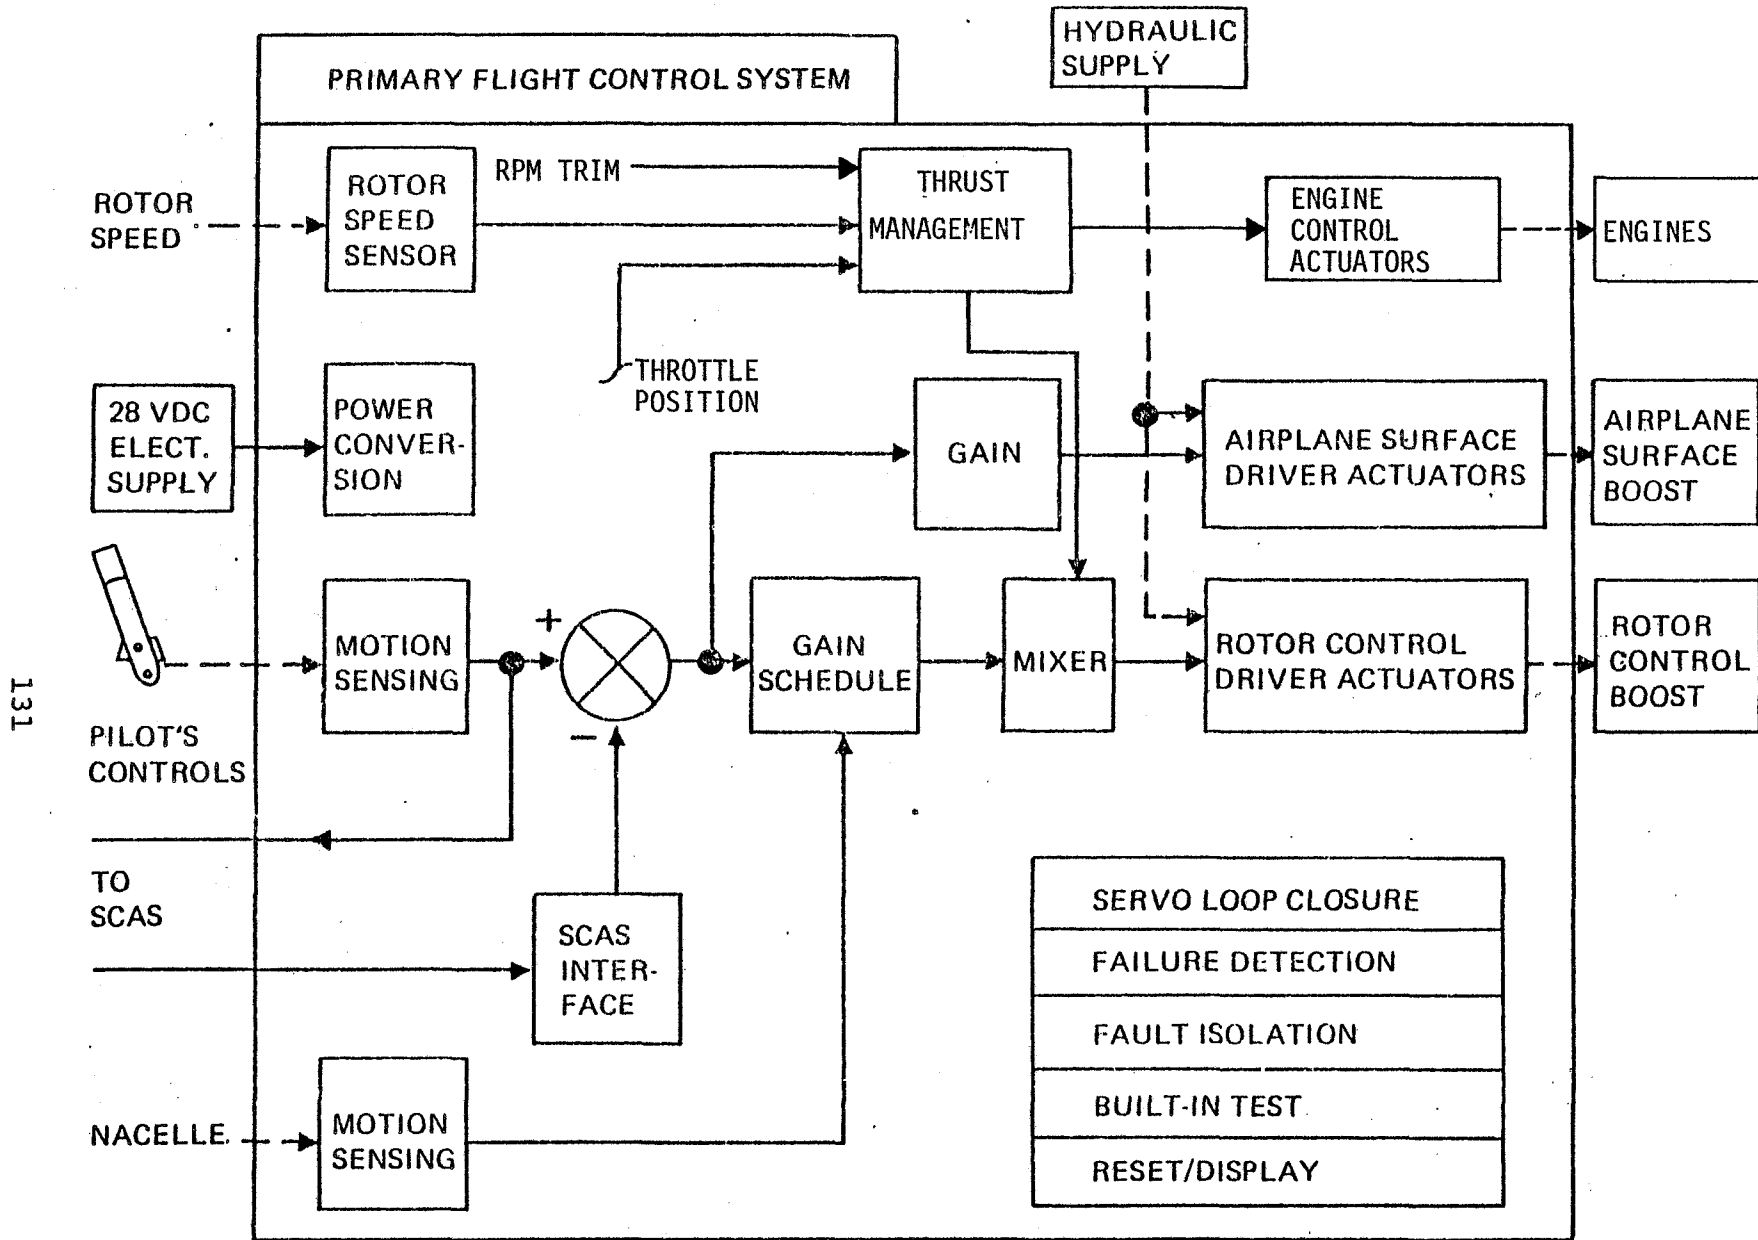 HYDRAULIC
SUPPLY
PRIMARY FLIGHT CONTROL SYSTEM
ROTOR
SPEED
ROTOR
SPEED
SENSOR
RPM TRIM
THRUST
MANAGEMENT
ENGINE
CONTROL
ACTUATORS
ENGINES
THROTTLE
POSITION
28 VDC
ELECT.
SUPPLY
POWER
CONVER-
SION
GAIN
AIRPLANE SURFACE
DRIVER ACTUATORS
AIRPLANE
SURFACE
BOOST
PILOT'S
CONTROLS
MOTION
SENSING
+
−
GAIN
SCHEDULE
MIXER
ROTOR CONTROL
DRIVER ACTUATORS
ROTOR
CONTROL
BOOST
TO
SCAS
SCAS
INTER-
FACE
NACELLE
MOTION
SENSING
SERVO LOOP CLOSURE
FAILURE DETECTION
FAULT ISOLATION
BUILT-IN TEST
RESET/DISPLAY
131